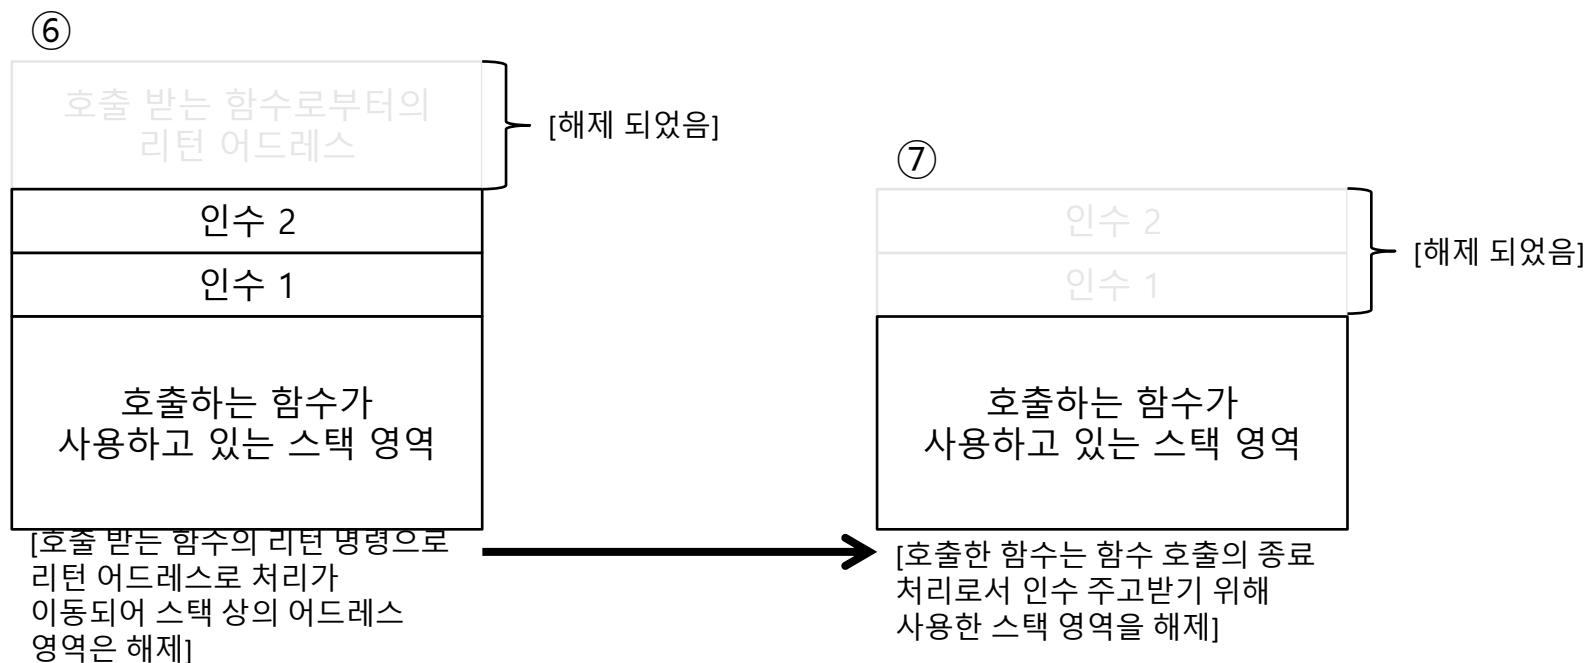 ⑥
호출 받는 함수로부터의
리턴 어드레스
[해제 되었음]
인수 2
인수 1
호출하는 함수가
사용하고 있는 스택 영역
[호출 받는 함수의 리턴 명령으로
리턴 어드레스로 처리가
이동되어 스택 상의 어드레스
영역은 해제]
⑦
인수 2
인수 1
[해제 되었음]
호출하는 함수가
사용하고 있는 스택 영역
[호출한 함수는 함수 호출의 종료
처리로서 인수 주고받기 위해
사용한 스택 영역을 해제]